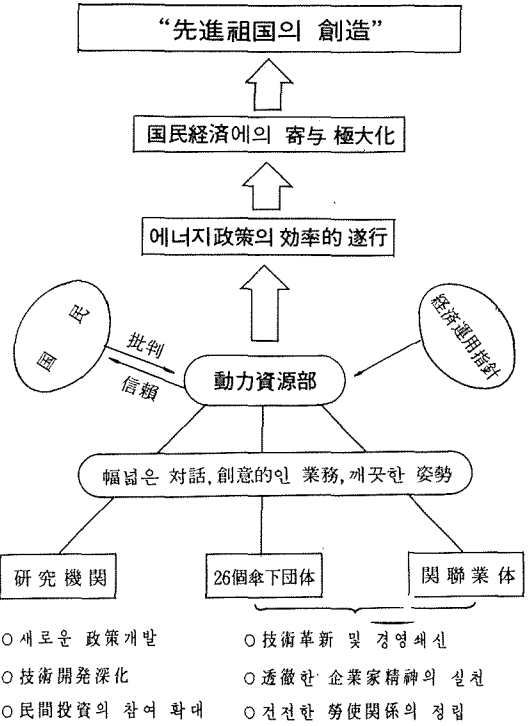 “先進祖国의 創造”
国民経済에의 寄与 極大化
에너지政策의 効率的 遂行
国民
批判
信頼
経済運用指針
動力資源部
幅넓은 対話, 創意的인 業務, 깨끗한 姿勢
研究機関
26個傘下団体
関聯業体
○ 새로운 政策개발
○ 技術開発深化
○ 民間投資의 참여 확대
○ 技術革新 및 경영쇄신
○ 透徹한 企業家精神의 실천
○ 건전한 勞使関係의 정립